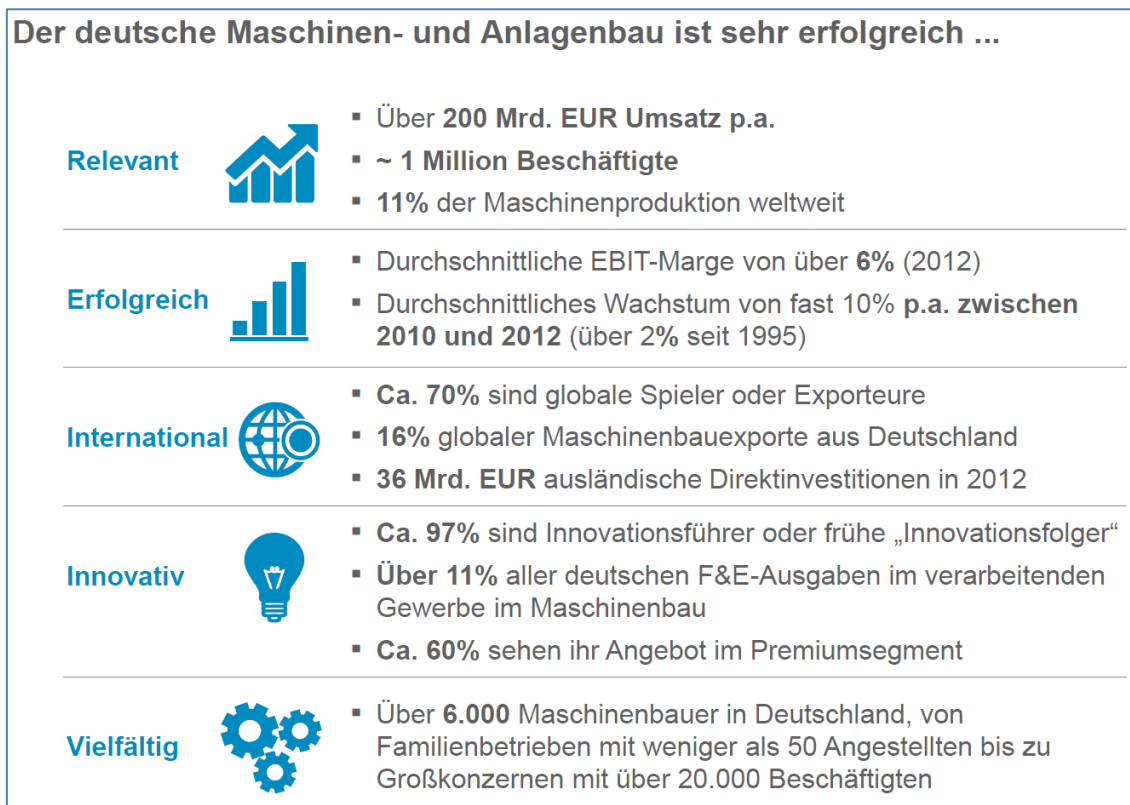 Der deutsche Maschinen- und Anlagenbau ist sehr erfolgreich ...
Relevant
▪ Über 200 Mrd. EUR Umsatz p.a.
▪ ~ 1 Million Beschäftigte
▪ 11% der Maschinenproduktion weltweit
Erfolgreich
▪ Durchschnittliche EBIT-Marge von über 6% (2012)
▪ Durchschnittliches Wachstum von fast 10% p.a. zwischen
2010 und 2012 (über 2% seit 1995)
International
▪ Ca. 70% sind globale Spieler oder Exporteure
▪ 16% globaler Maschinenbauexporte aus Deutschland
▪ 36 Mrd. EUR ausländische Direktinvestitionen in 2012
Innovativ
▪ Ca. 97% sind Innovationsführer oder frühe „Innovationsfolger“
▪ Über 11% aller deutschen F&E-Ausgaben im verarbeitenden
Gewerbe im Maschinenbau
▪ Ca. 60% sehen ihr Angebot im Premiumsegment
Vielfältig
▪ Über 6.000 Maschinenbauer in Deutschland, von
Familienbetrieben mit weniger als 50 Angestellten bis zu
Großkonzernen mit über 20.000 Beschäftigten